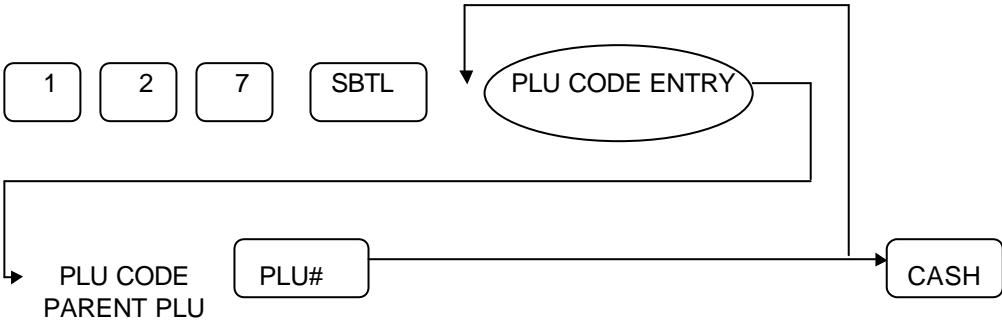 1 2 7 SBTL PLU CODE ENTRY
PLU CODE PLU# CASH
PARENT PLU